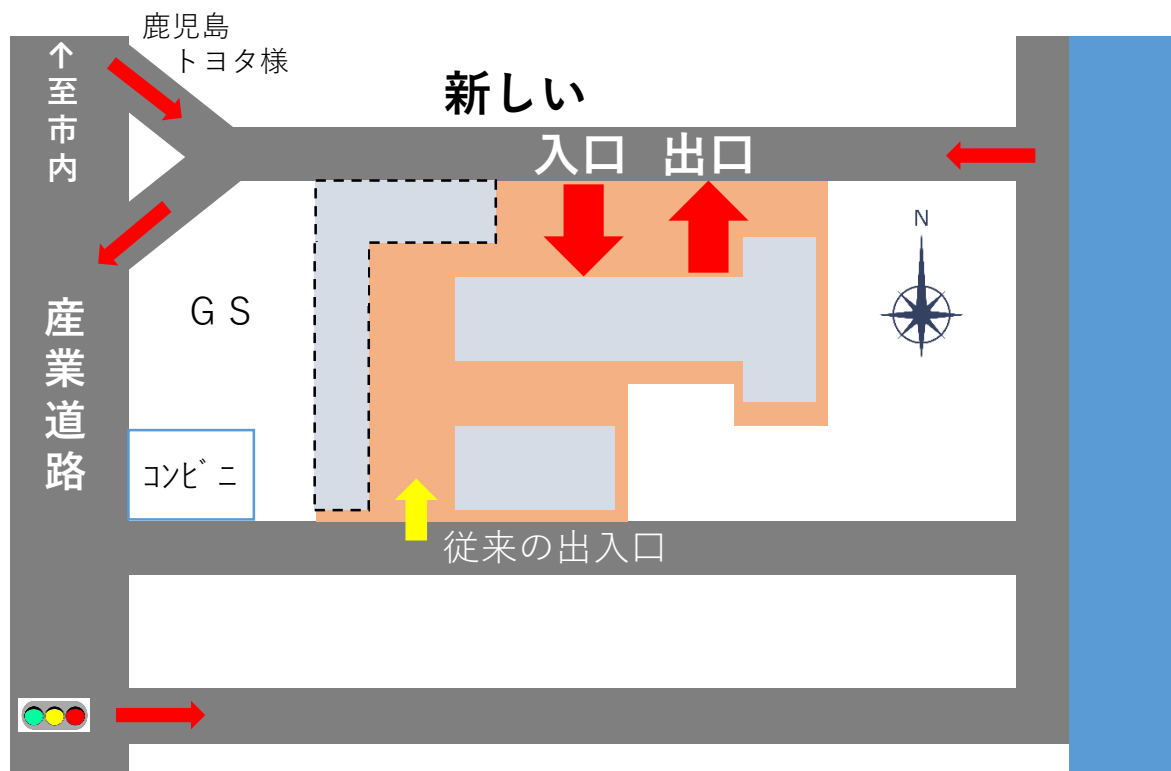 鹿児島
トヨタ様
↑至市内
新しい
入口 出口
N
ＧＳ
産業道路
ｺﾝﾋﾞﾆ
従来の出入口